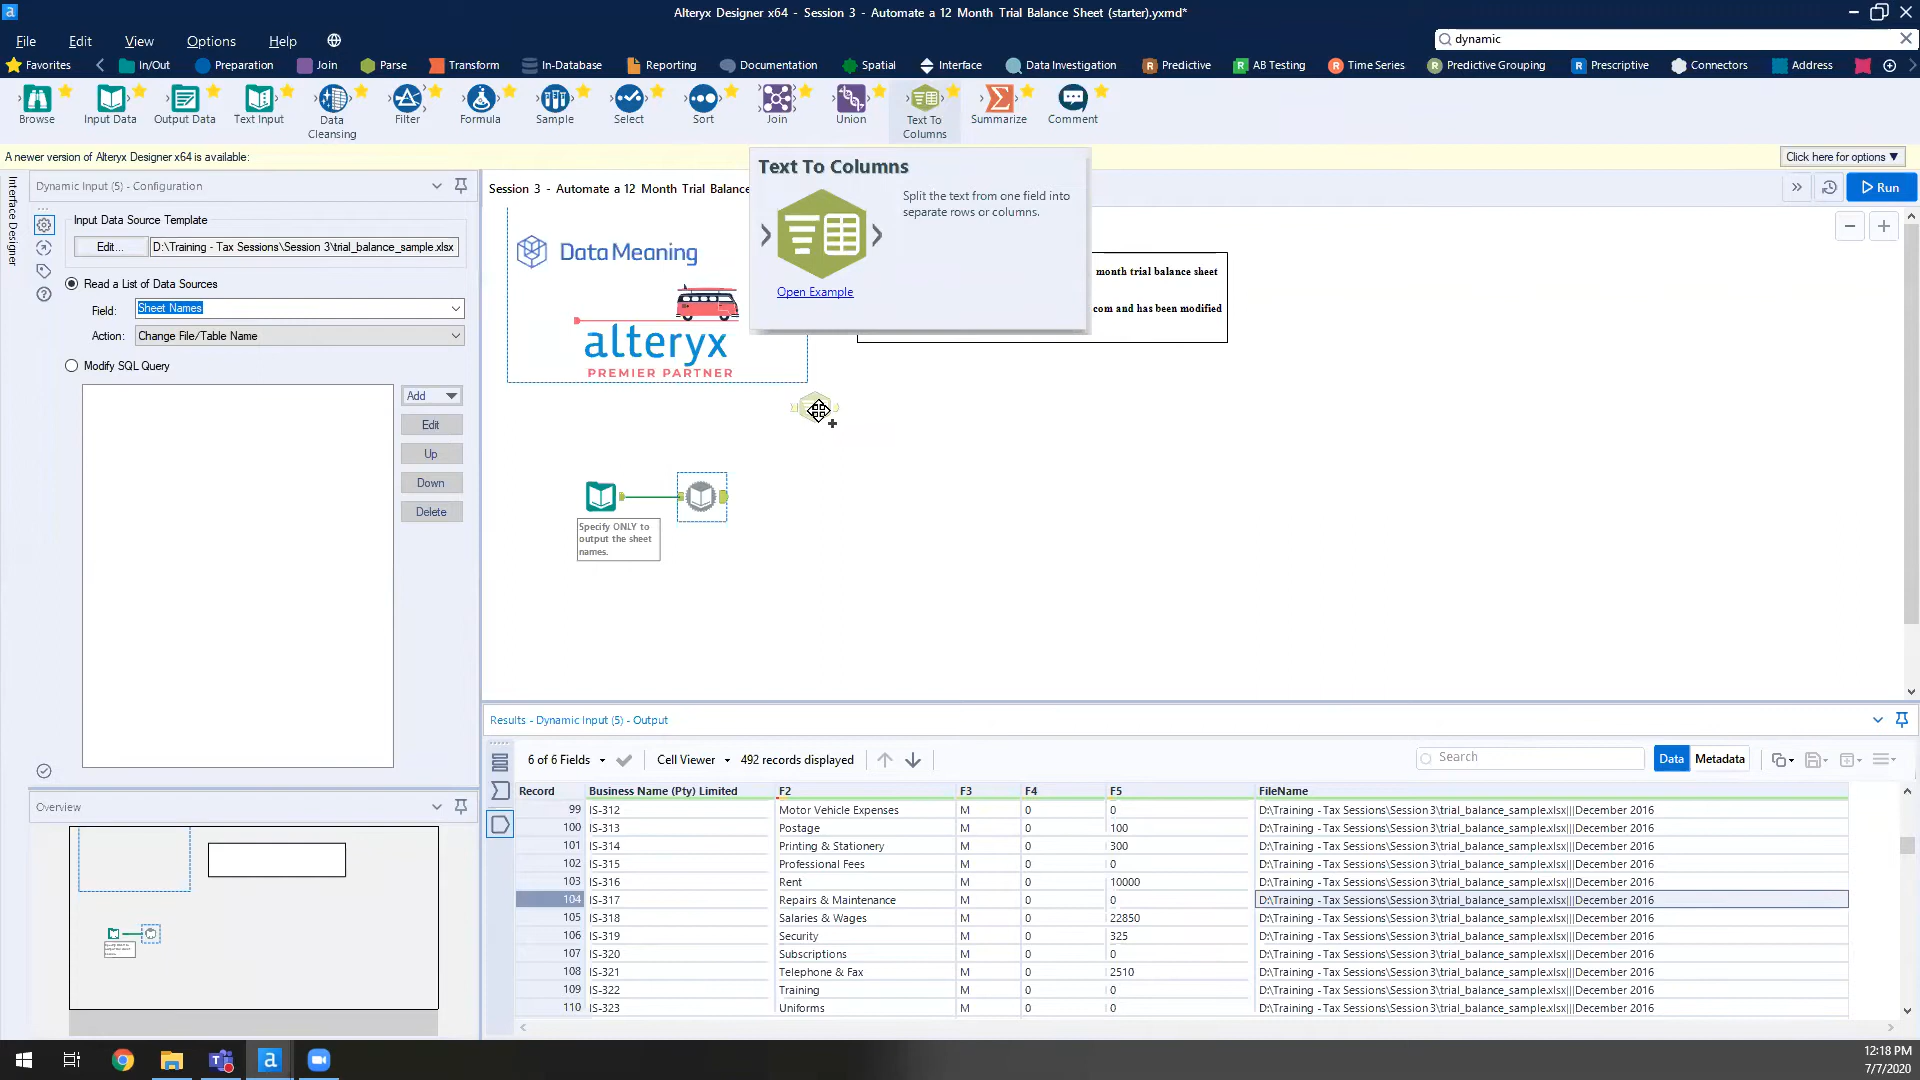 Alteryx Designer x64 - Session 3 - Automate a 12 Month Trial Balance Sheet (starter).yxmd*
File Edit View Options Help
dynamic
Favorites In/Out Preparation Join Parse Transform In-Database Reporting Documentation Spatial Interface Data Investigation Predictive AB Testing Time Series Predictive Grouping Prescriptive Connectors Address
Browse Input Data Output Data Text Input Data Cleansing Filter Formula Sample Select Sort Join Union Text To Columns Summarize Comment
A newer version of Alteryx Designer x64 is available:
Click here for options
Interface Designer
Dynamic Input (5) - Configuration
Input Data Source Template
Edit... D:\Training - Tax Sessions\Session 3\trial_balance_sample.xlsx
Read a List of Data Sources
Field: Sheet Names
Action: Change File/Table Name
Modify SQL Query
Add
Edit
Up
Down
Delete
Overview
Session 3 - Automate a 12 Month Trial Balance
Run
Text To Columns
Split the text from one field into
separate rows or columns.
Open Example
Data Meaning
alteryx
PREMIER PARTNER
month trial balance sheet
com and has been modified
Specify ONLY to
output the sheet
names.
Results - Dynamic Input (5) - Output
6 of 6 Fields Cell Viewer 492 records displayed Search Data Metadata
Record Business Name (Pty) Limited F2 F3 F4 F5 FileName
99 IS-312 Motor Vehicle Expenses M 0 0 D:\Training - Tax Sessions\Session 3\trial_balance_sample.xlsx|||December 2016
100 IS-313 Postage M 0 100 D:\Training - Tax Sessions\Session 3\trial_balance_sample.xlsx|||December 2016
101 IS-314 Printing & Stationery M 0 300 D:\Training - Tax Sessions\Session 3\trial_balance_sample.xlsx|||December 2016
102 IS-315 Professional Fees M 0 0 D:\Training - Tax Sessions\Session 3\trial_balance_sample.xlsx|||December 2016
103 IS-316 Rent M 0 10000 D:\Training - Tax Sessions\Session 3\trial_balance_sample.xlsx|||December 2016
104 IS-317 Repairs & Maintenance M 0 0 D:\Training - Tax Sessions\Session 3\trial_balance_sample.xlsx|||December 2016
105 IS-318 Salaries & Wages M 0 22850 D:\Training - Tax Sessions\Session 3\trial_balance_sample.xlsx|||December 2016
106 IS-319 Security M 0 325 D:\Training - Tax Sessions\Session 3\trial_balance_sample.xlsx|||December 2016
107 IS-320 Subscriptions M 0 0 D:\Training - Tax Sessions\Session 3\trial_balance_sample.xlsx|||December 2016
108 IS-321 Telephone & Fax M 0 2510 D:\Training - Tax Sessions\Session 3\trial_balance_sample.xlsx|||December 2016
109 IS-322 Training M 0 0 D:\Training - Tax Sessions\Session 3\trial_balance_sample.xlsx|||December 2016
110 IS-323 Uniforms M 0 0 D:\Training - Tax Sessions\Session 3\trial_balance_sample.xlsx|||December 2016
12:18 PM
7/7/2020